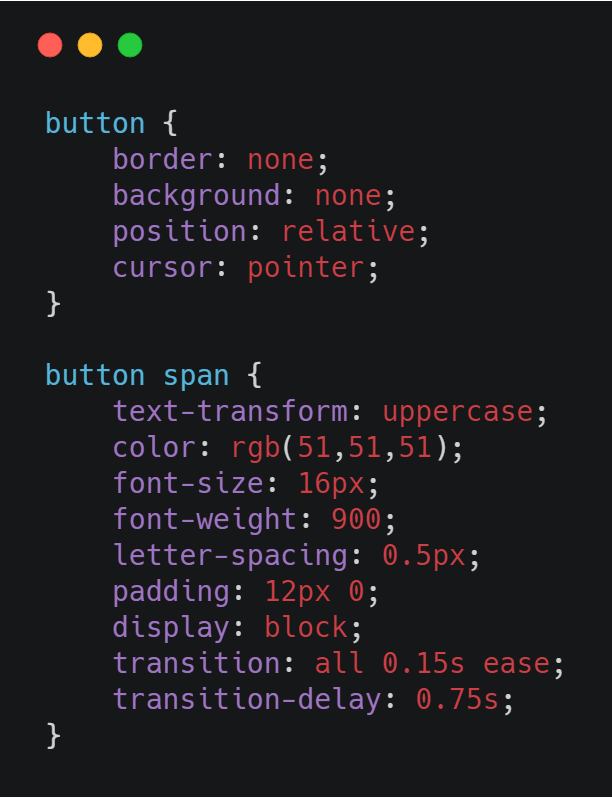 button {
    border: none;
    background: none;
    position: relative;
    cursor: pointer;
}

button span {
    text-transform: uppercase;
    color: rgb(51,51,51);
    font-size: 16px;
    font-weight: 900;
    letter-spacing: 0.5px;
    padding: 12px 0;
    display: block;
    transition: all 0.15s ease;
    transition-delay: 0.75s;
}